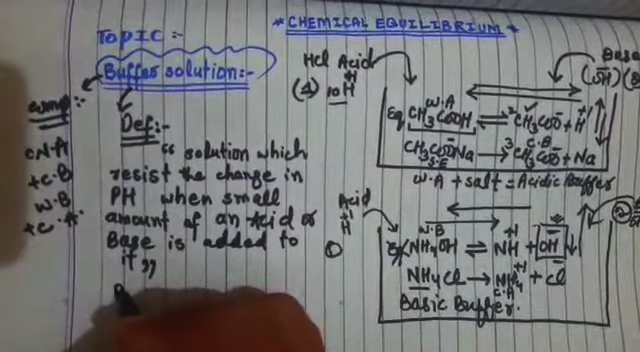 * CHEMICAL EQUILIBRIUM *
Topic :-
Buffer solution:-
Def:-
"solution which
resist the change in
PH when small
amount of an Acid or
Base is added to
it"
W.B
HCl Acid
H+
Base
(OH)
W.A
CH3COOH ⇌ CH3COO + H+
C.B
CH3COONa → CH3COO + Na
S.E
W.A + salt = Acidic Buffer
Acid
H+
W.B
NH4OH ⇌ NH + OH
NH4Cl → NH4 + Cl
C.A
Basic Buffer.